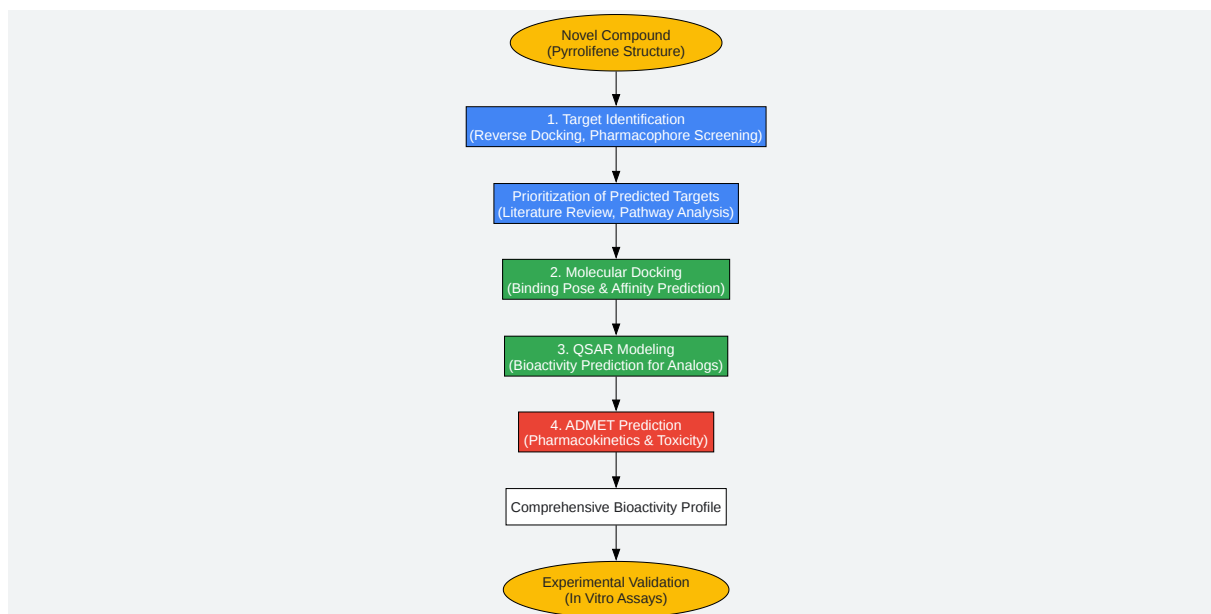 Novel Compound
(Pyrrolifene Structure)
1. Target Identification
(Reverse Docking, Pharmacophore Screening)
Prioritization of Predicted Targets
(Literature Review, Pathway Analysis)
2. Molecular Docking
(Binding Pose & Affinity Prediction)
3. QSAR Modeling
(Bioactivity Prediction for Analogs)
4. ADMET Prediction
(Pharmacokinetics & Toxicity)
Comprehensive Bioactivity Profile
Experimental Validation
(In Vitro Assays)